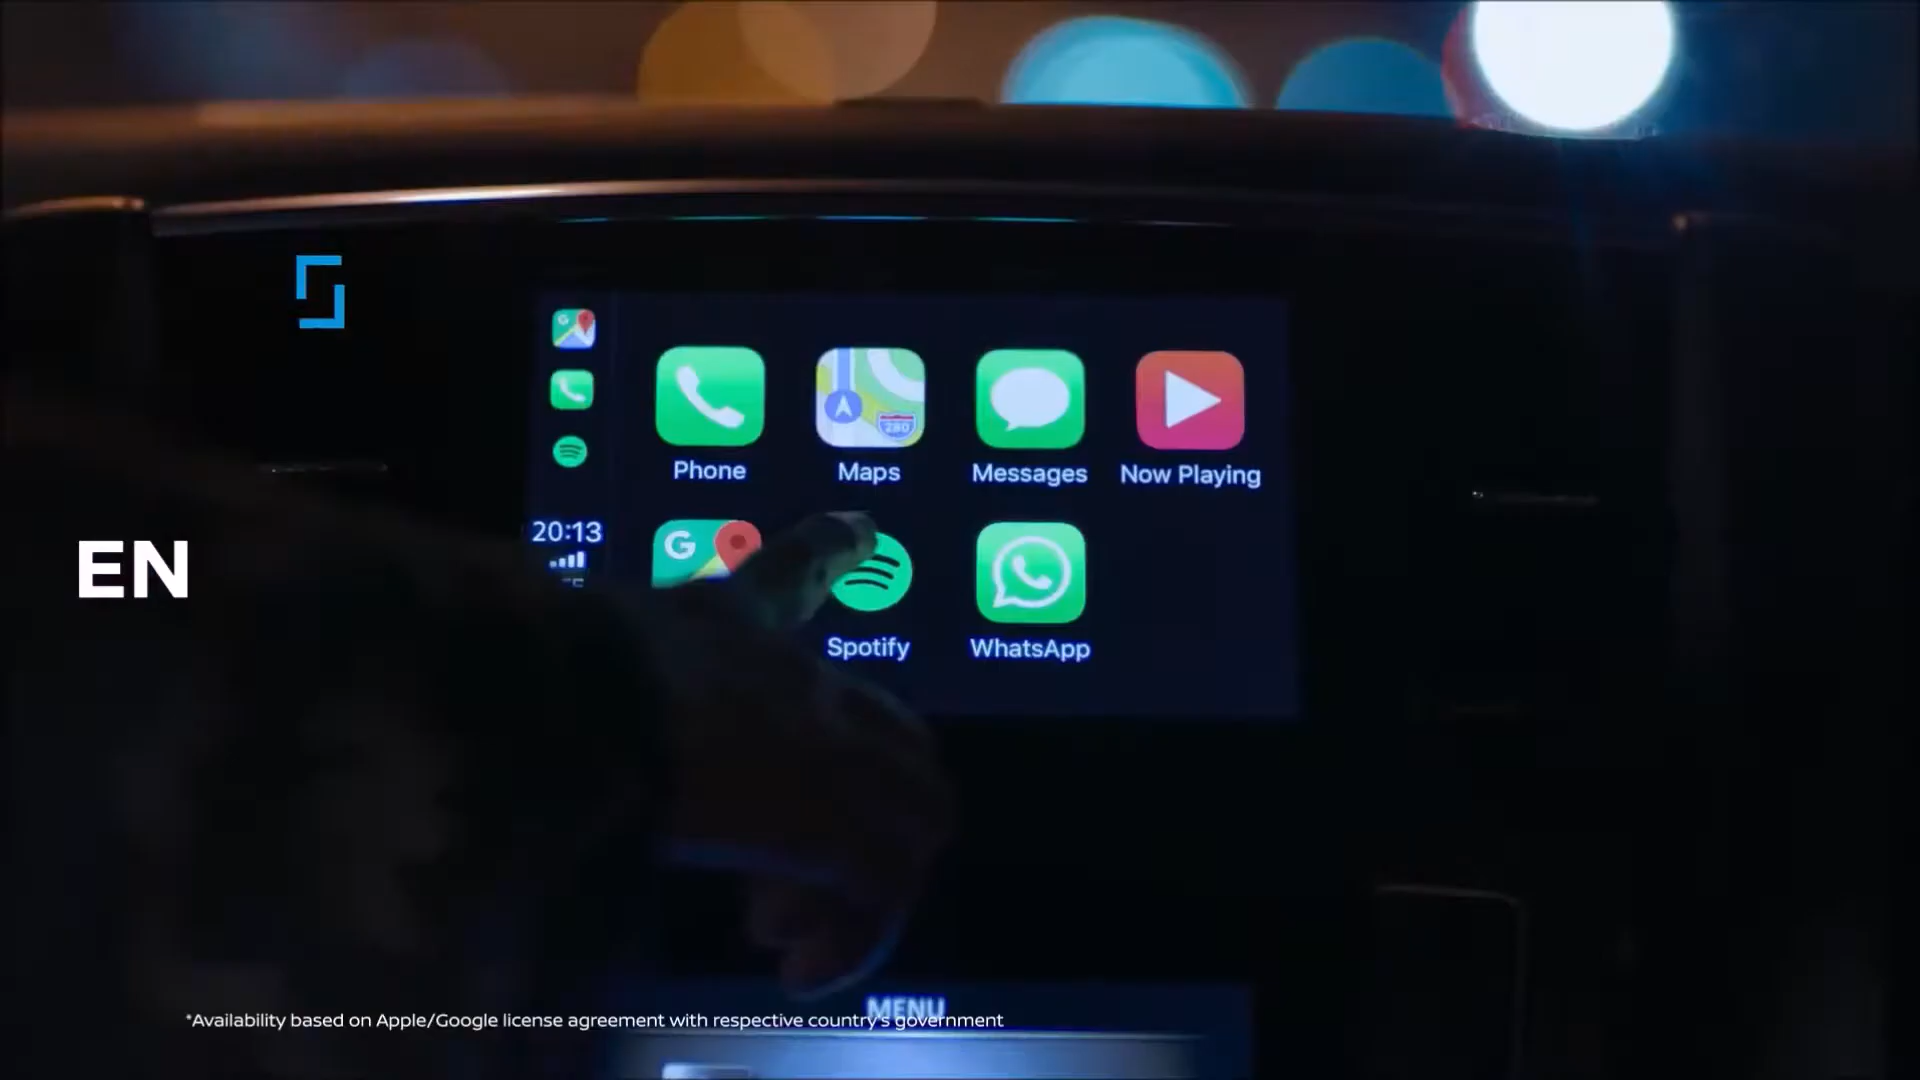 Phone
Maps
Messages
Now Playing
280
20:13
G
EN
Spotify
WhatsApp
MENU
*Availability based on Apple/Google license agreement with respective country's government